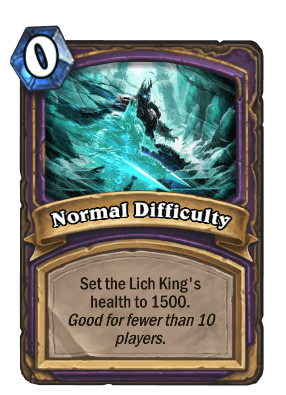 0
Normal Difficulty
Set the Lich King's
health to 1500.
Good for fewer than 10
players.